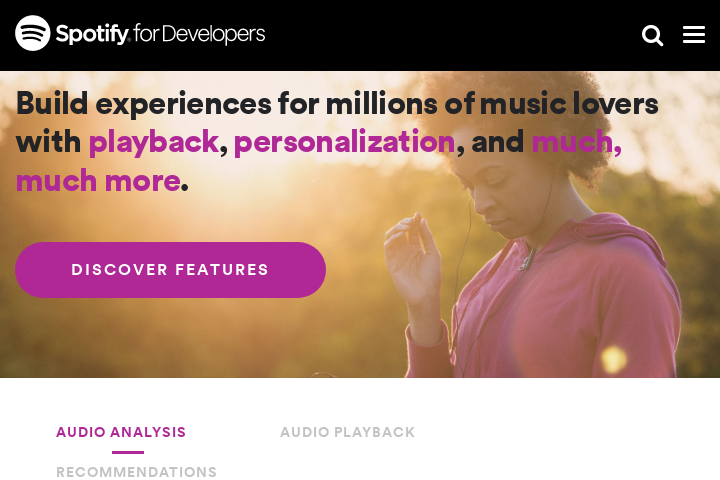 Spotify® for Developers
Build experiences for millions of music lovers
with playback, personalization, and much,
much more.
DISCOVER FEATURES
AUDIO ANALYSIS
AUDIO PLAYBACK
RECOMMENDATIONS